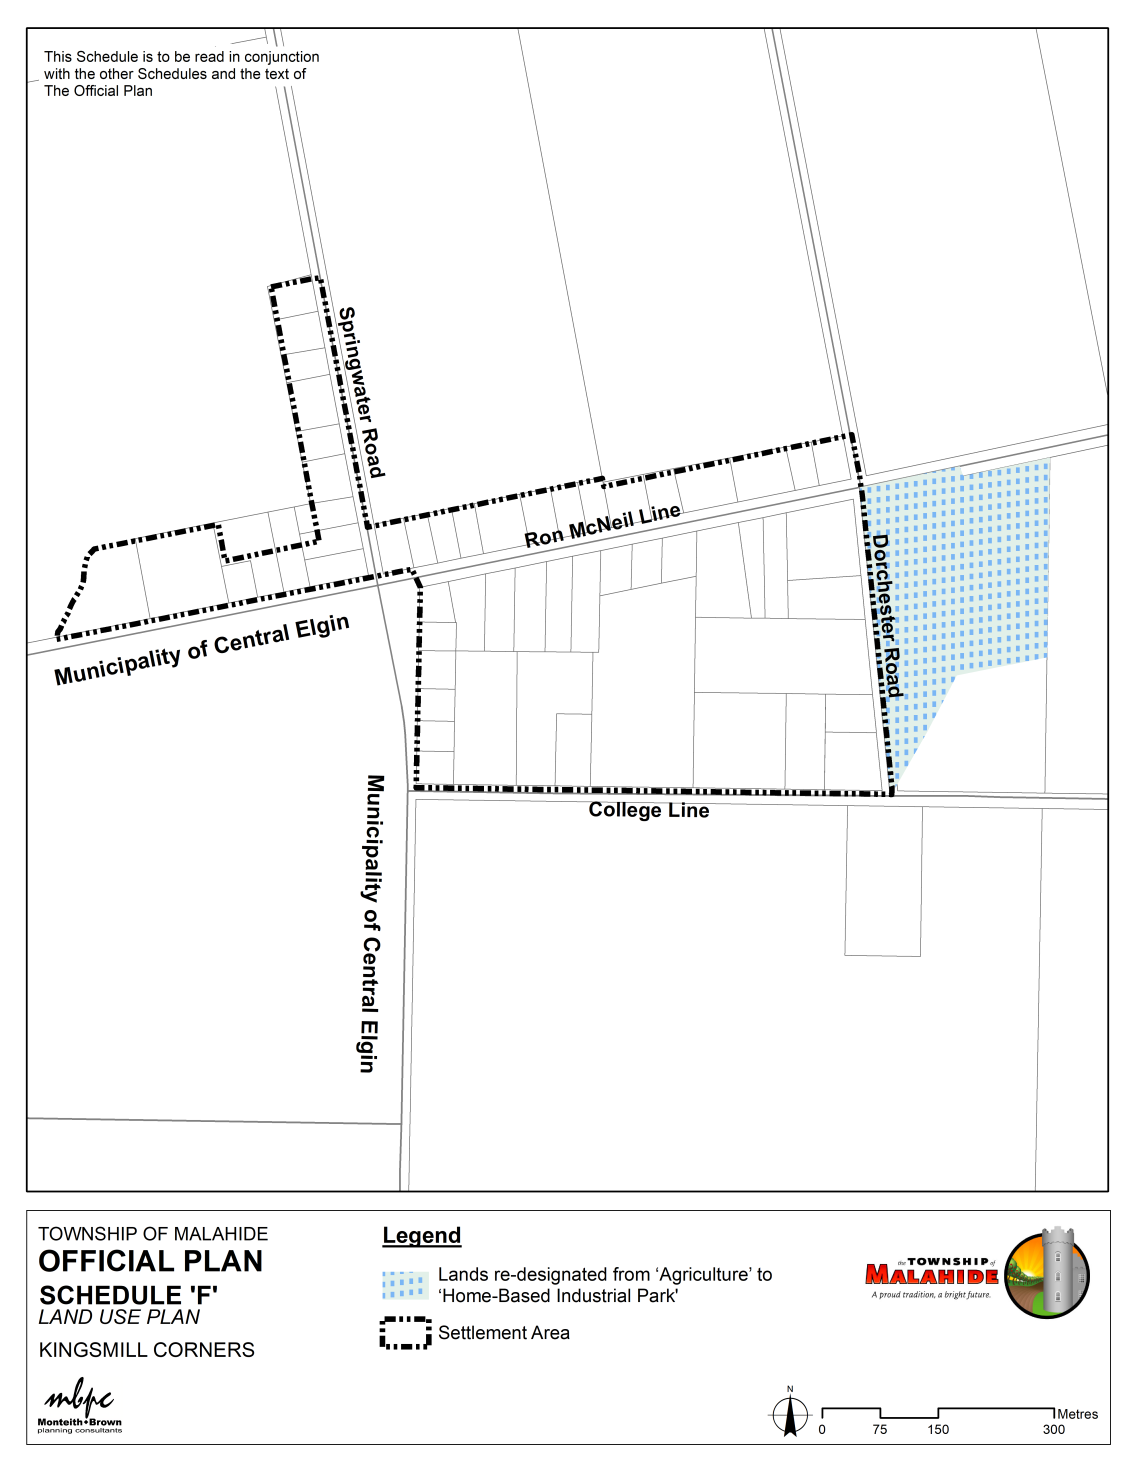 This Schedule is to be read in conjunction
with the other Schedules and the text of
The Official Plan
Springwater Road
Ron McNeil Line
Dorchester Road
Municipality of Central Elgin
College Line
Municipality of Central Elgin
TOWNSHIP OF MALAHIDE
OFFICIAL PLAN
SCHEDULE 'F'
LAND USE PLAN
KINGSMILL CORNERS
mbpc
Monteith•Brown
planning consultants
Legend
Lands re-designated from ‘Agriculture’ to
‘Home-Based Industrial Park'
Settlement Area
the TOWNSHIP of
MALAHIDE
A proud tradition, a bright future.
N
Metres
0 75 150 300